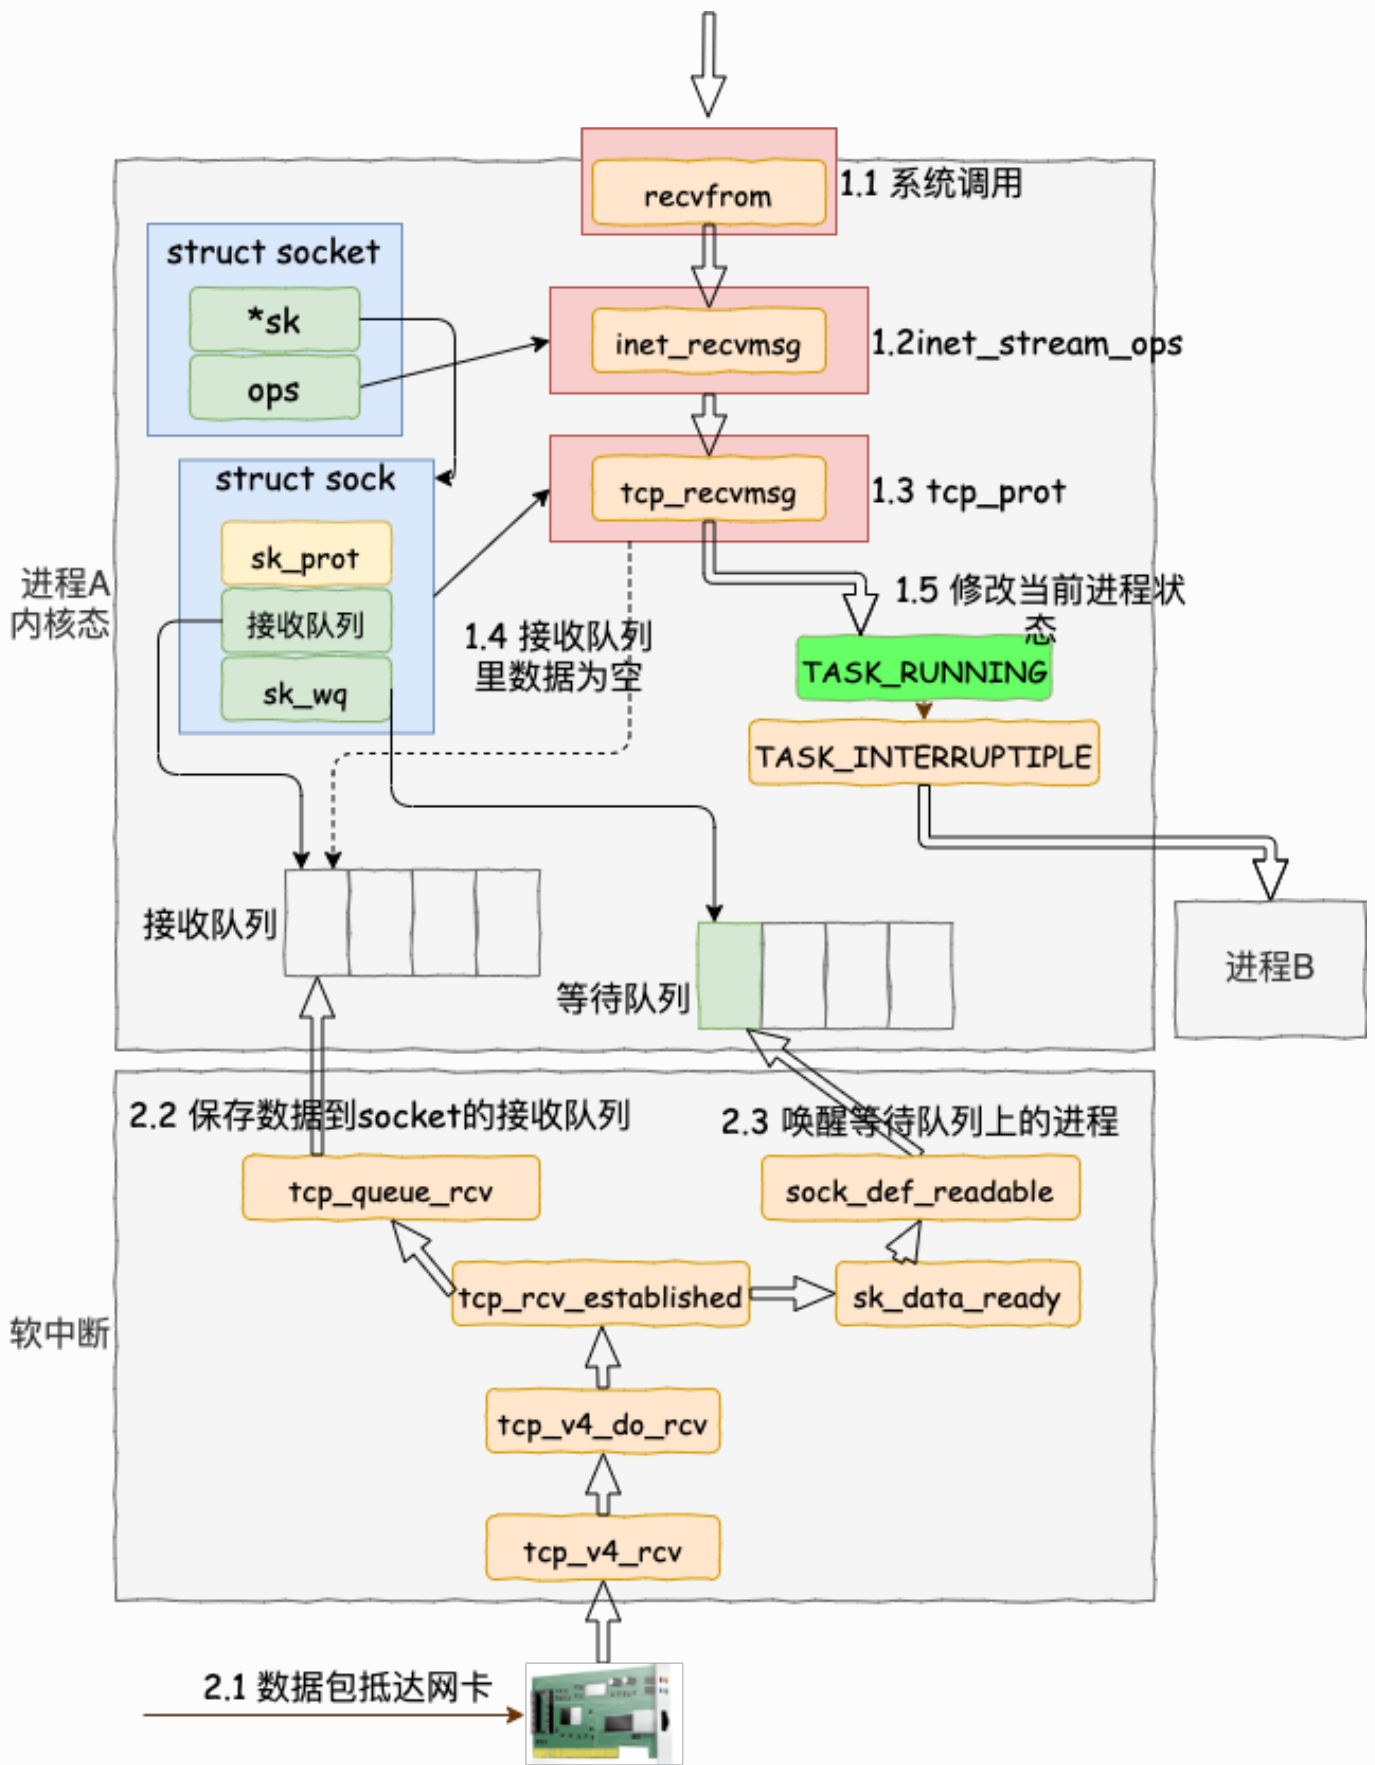 recvfrom
1.1 系统调用
struct socket
*sk
ops
inet_recvmsg
1.2inet_stream_ops
struct sock
sk_prot
接收队列
sk_wq
tcp_recvmsg
1.3 tcp_prot
进程A
内核态
1.4 接收队列
里数据为空
1.5 修改当前进程状
态
TASK_RUNNING
TASK_INTERRUPTIPLE
接收队列
等待队列
进程B
2.2 保存数据到socket的接收队列
2.3 唤醒等待队列上的进程
tcp_queue_rcv
sock_def_readable
tcp_rcv_established
sk_data_ready
软中断
tcp_v4_do_rcv
tcp_v4_rcv
2.1 数据包抵达网卡